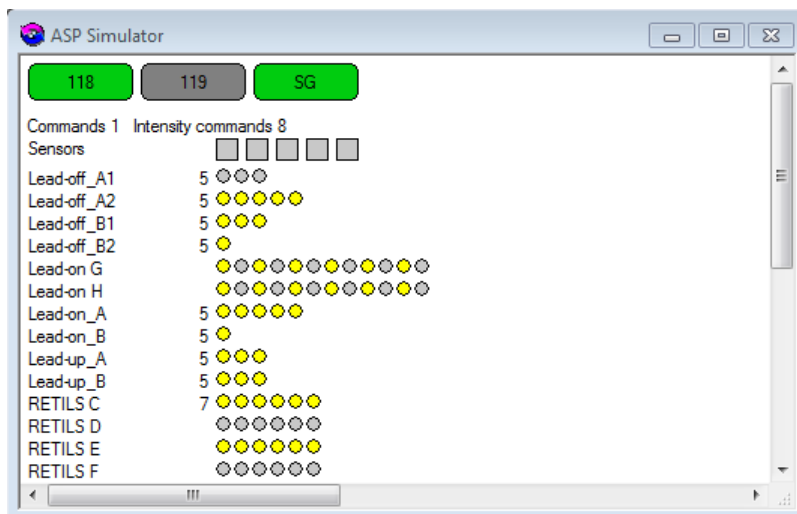 ASP Simulator
118 119 SG
Commands 1 Intensity commands 8
Sensors
Lead-off_A1 5
Lead-off_A2 5
Lead-off_B1 5
Lead-off_B2 5
Lead-on G
Lead-on H
Lead-on_A 5
Lead-on_B 5
Lead-up_A 5
Lead-up_B 5
RETILS C 7
RETILS D
RETILS E
RETILS F